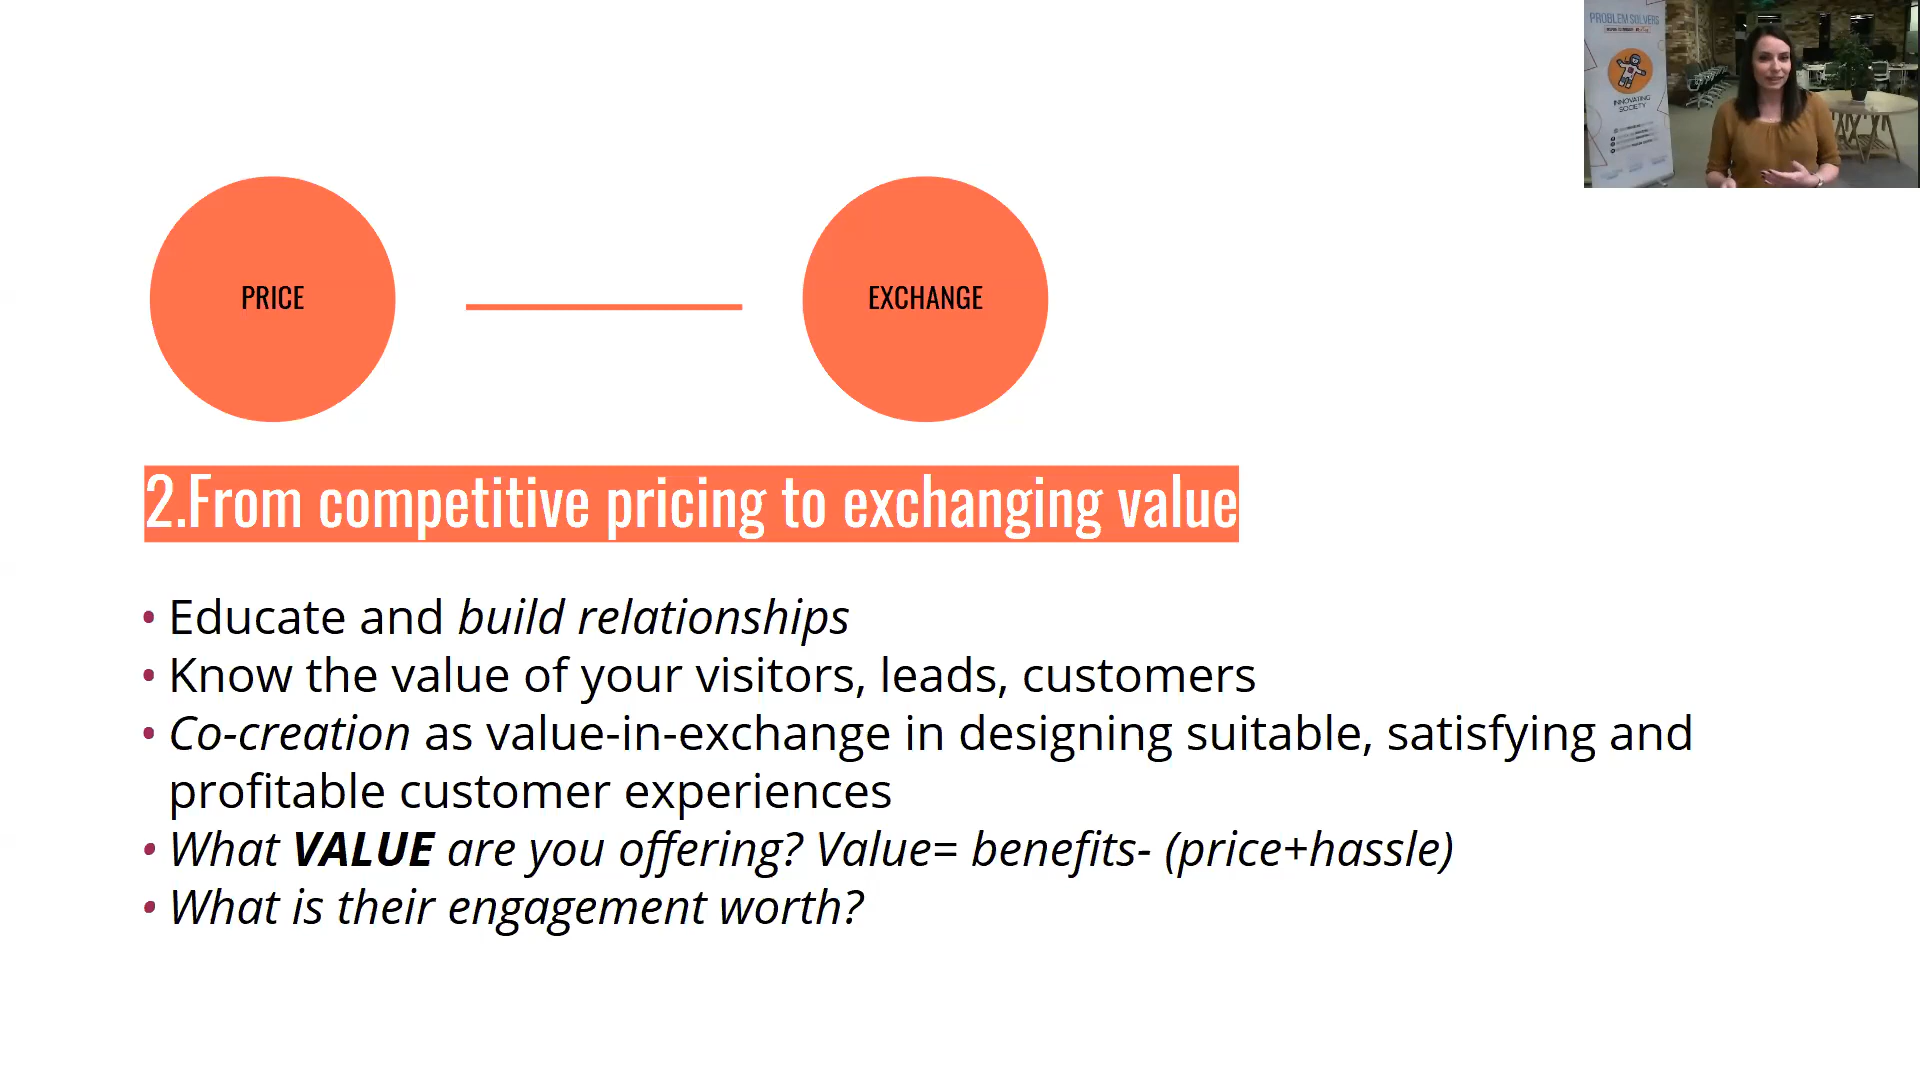 PROBLEM SOLVERS
INNOVATING
SOCIETY
PRICE
EXCHANGE
2.From competitive pricing to exchanging value
• Educate and build relationships
• Know the value of your visitors, leads, customers
• Co-creation as value-in-exchange in designing suitable, satisfying and
profitable customer experiences
• What VALUE are you offering? Value= benefits- (price+hassle)
• What is their engagement worth?